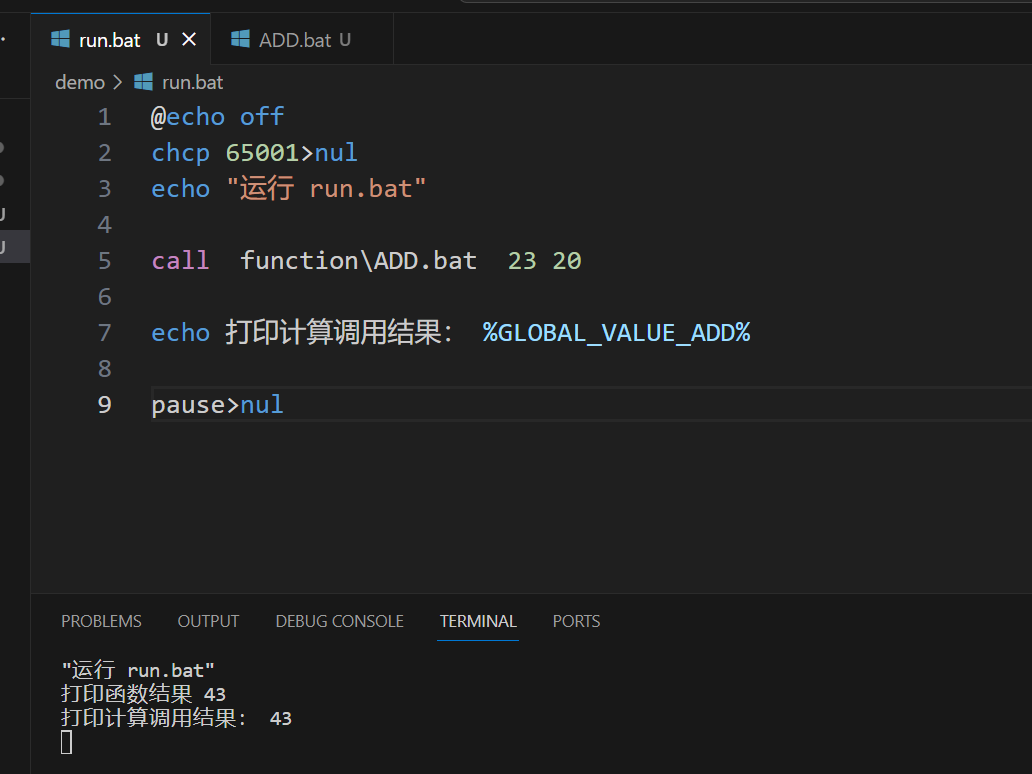 run.bat U ADD.bat U
demo > run.bat
1 @echo off
2 chcp 65001>nul
3 echo "运行 run.bat"
4
5 call  function\ADD.bat  23 20
6
7 echo 打印计算调用结果： %GLOBAL_VALUE_ADD%
8
9 pause>nul
PROBLEMS OUTPUT DEBUG CONSOLE TERMINAL PORTS
"运行 run.bat"
打印函数结果 43
打印计算调用结果： 43